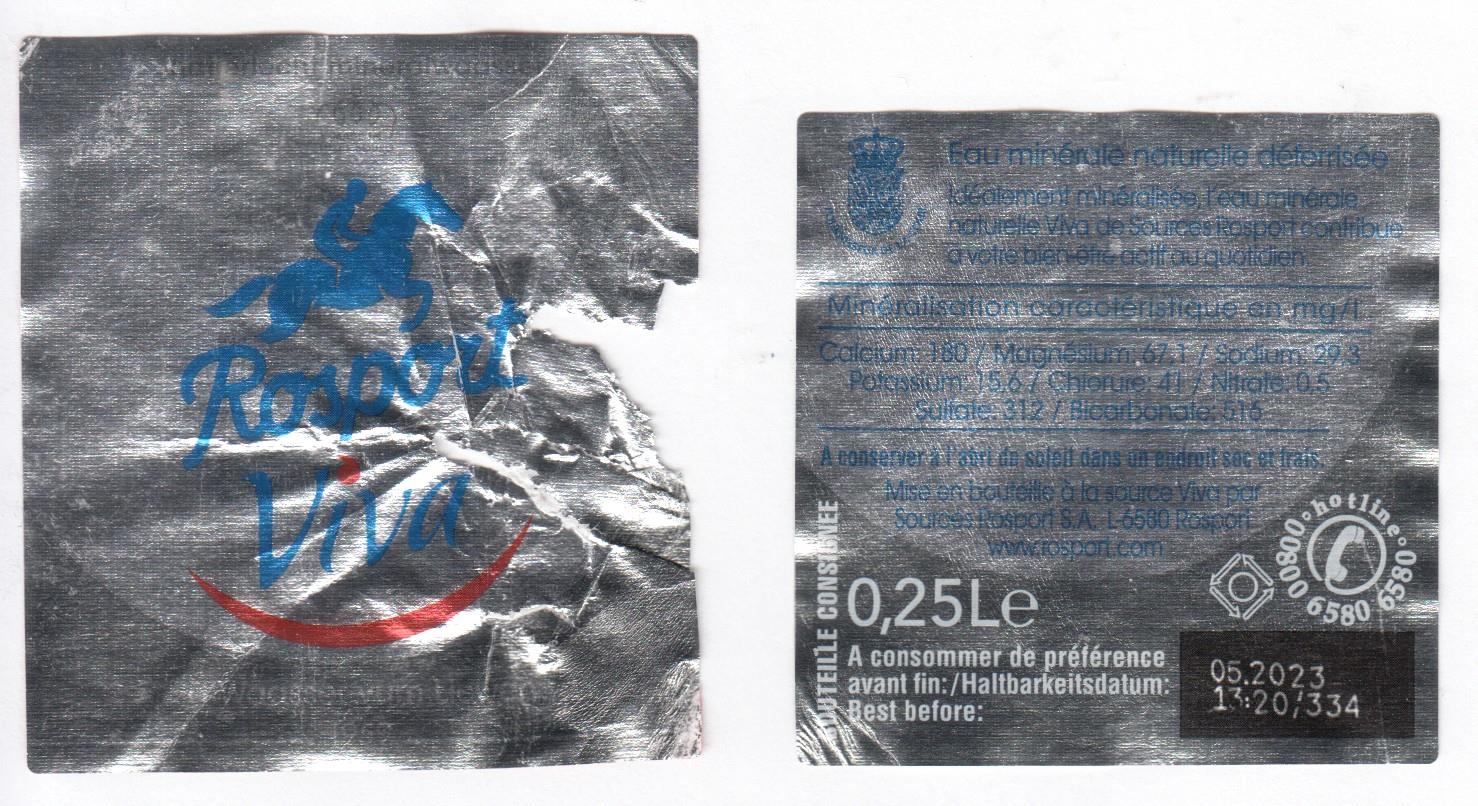 Rosport
Viva
Eau minérale naturelle déferrisée
Idéalement minéralisée, l'eau minérale
naturelle Viva de Sources Rosport contribue
à votre bien-être actif au quotidien.
Minéralisation caractéristique en mg/l
Calcium: 180 / Magnésium: 67.1 / Sodium: 29.3
Potassium: 15.6 / Chlorure: 41 / Nitrate: 0.5
Sulfate: 312 / Bicarbonate: 516
À conserver à l'abri du soleil dans un endroit sec et frais.
Mise en bouteille à la source Viva par
Sources Rosport S.A. L-6580 Rosport
www.rosport.com
BOUTEILLE CONSIGNÉE
0,25L℮
hotline
00800 6580 6580
A consommer de préférence
avant fin:/Haltbarkeitsdatum:
Best before:
05.2023
13:20/334